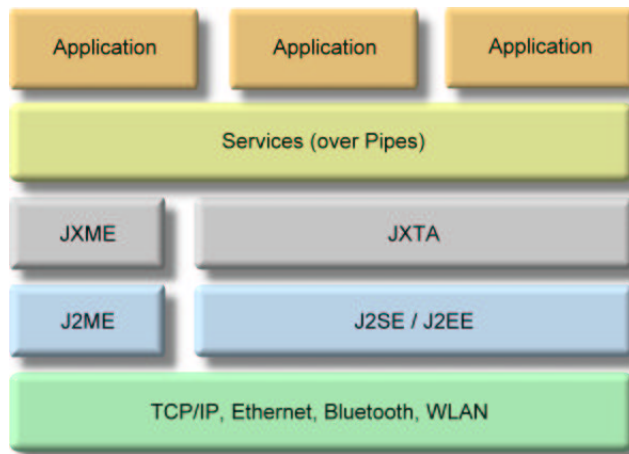 Application
Application
Application
Services (over Pipes)
JXME
JXTA
J2ME
J2SE / J2EE
TCP/IP, Ethernet, Bluetooth, WLAN